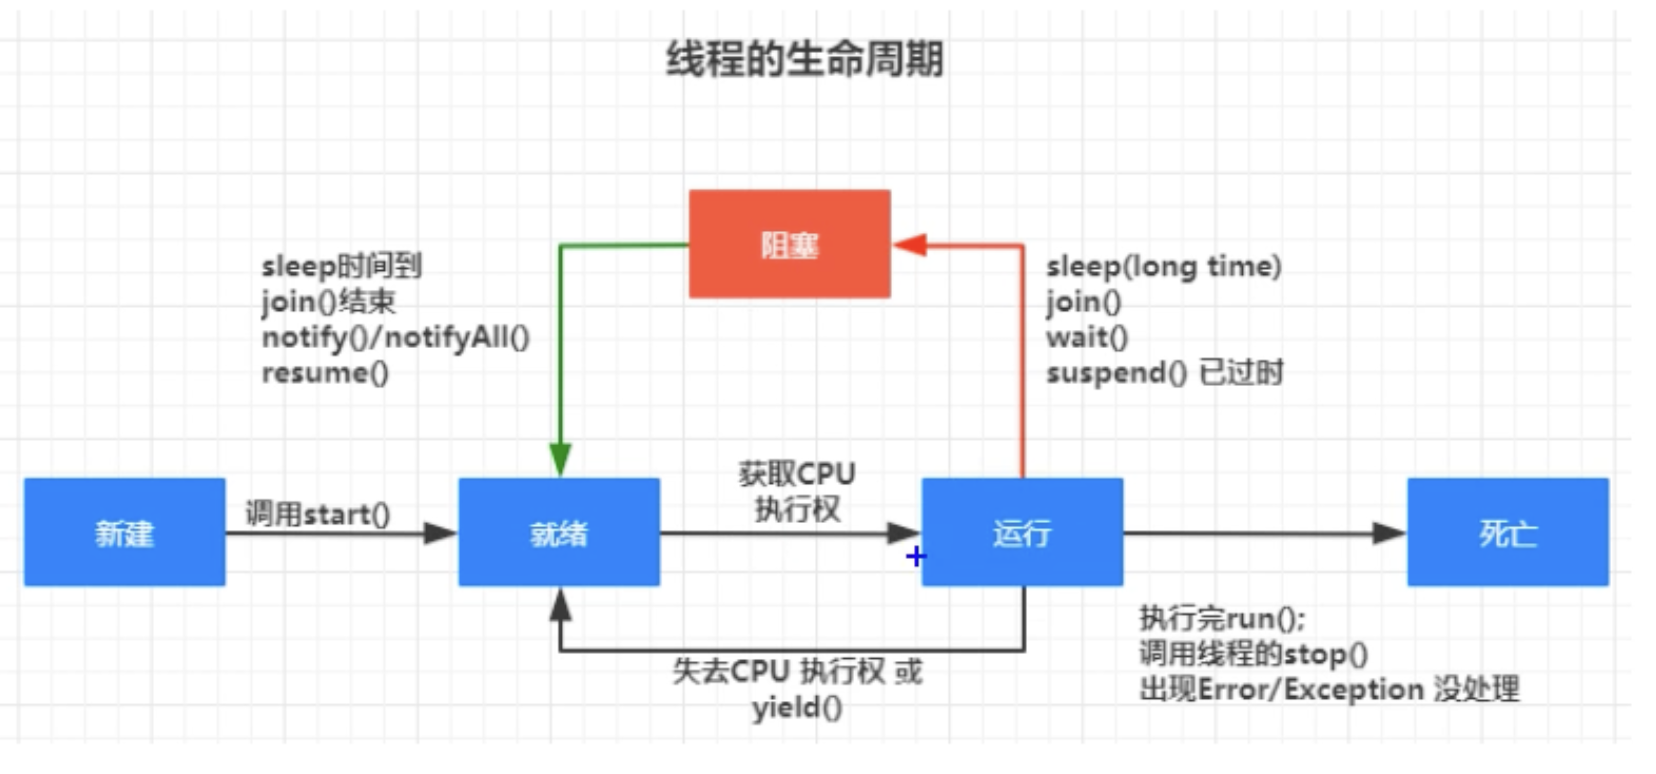 线程的生命周期
阻塞
sleep时间到
join()结束
notify()/notifyAll()
resume()
sleep(long time)
join()
wait()
suspend() 已过时
新建
调用start()
就绪
获取CPU
执行权
运行
死亡
失去CPU 执行权 或
yield()
执行完run();
调用线程的stop()
出现Error/Exception 没处理